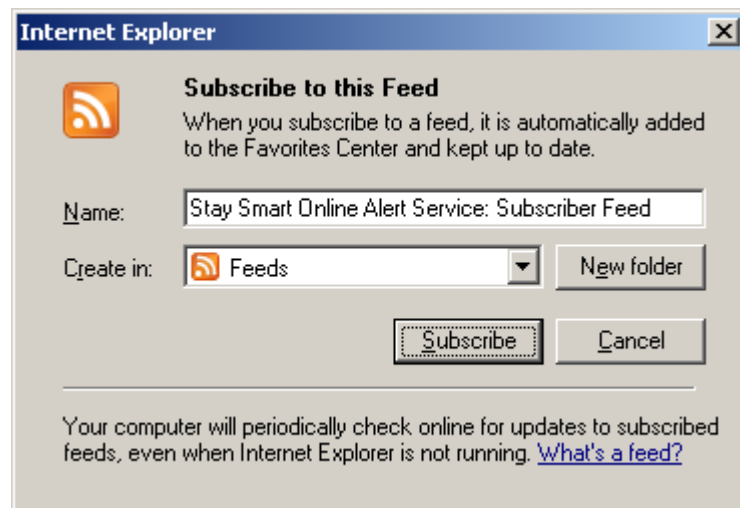 Internet Explorer
Subscribe to this Feed
When you subscribe to a feed, it is automatically added
to the Favorites Center and kept up to date.
Name: Stay Smart Online Alert Service: Subscriber Feed
Create in: Feeds New folder
Subscribe Cancel
Your computer will periodically check online for updates to subscribed
feeds, even when Internet Explorer is not running. What's a feed?